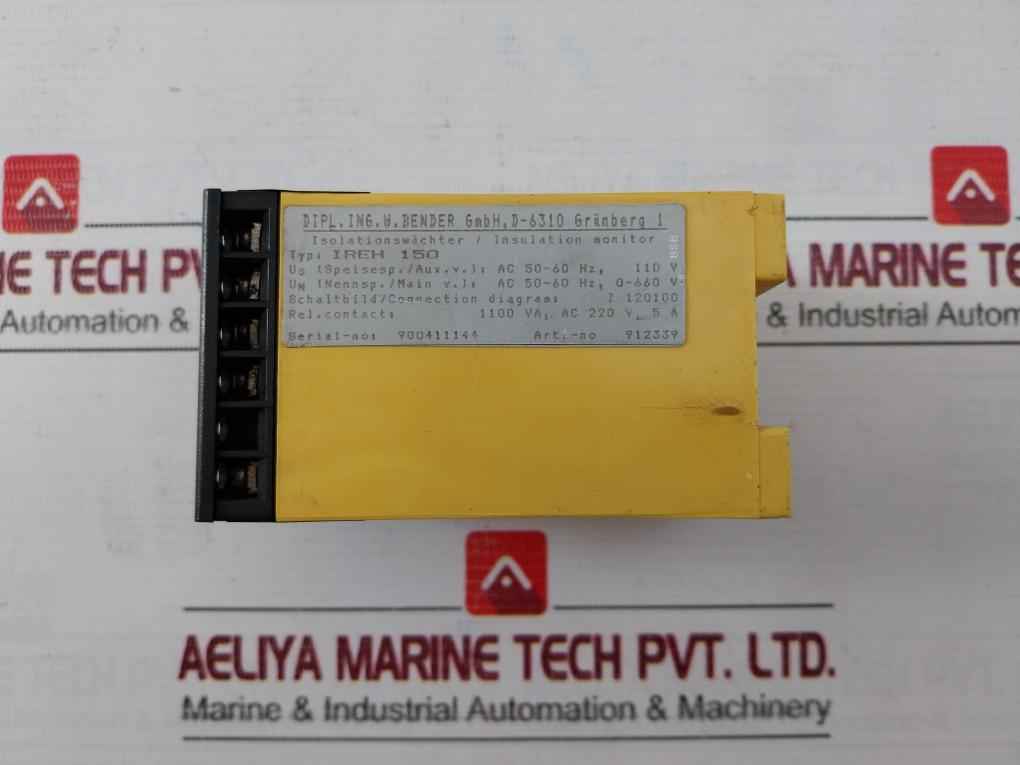 DIPL.ING.W.BENDER GmbH,D-6310 Grünberg 1
Isolationswächter / Insulation monitor
Typ: IREH 150
Us (Speisesp./Aux.v.): AC 50-60 Hz, 110 V
UN (Nennsp./Main v.): AC 50-60 Hz, 0-660 V
Schaltbild/Connection diagram: Z 120100
Rel.contact: 1100 VA, AC 220 V, 5 A
Serial-no: 900411144 Art.-no 912339
MARINE TECH PV
Automation &
AELIYA MARINE
& Industrial Autom
AELIYA MARINE TECH PVT. LTD.
Marine & Industrial Automation & Machinery